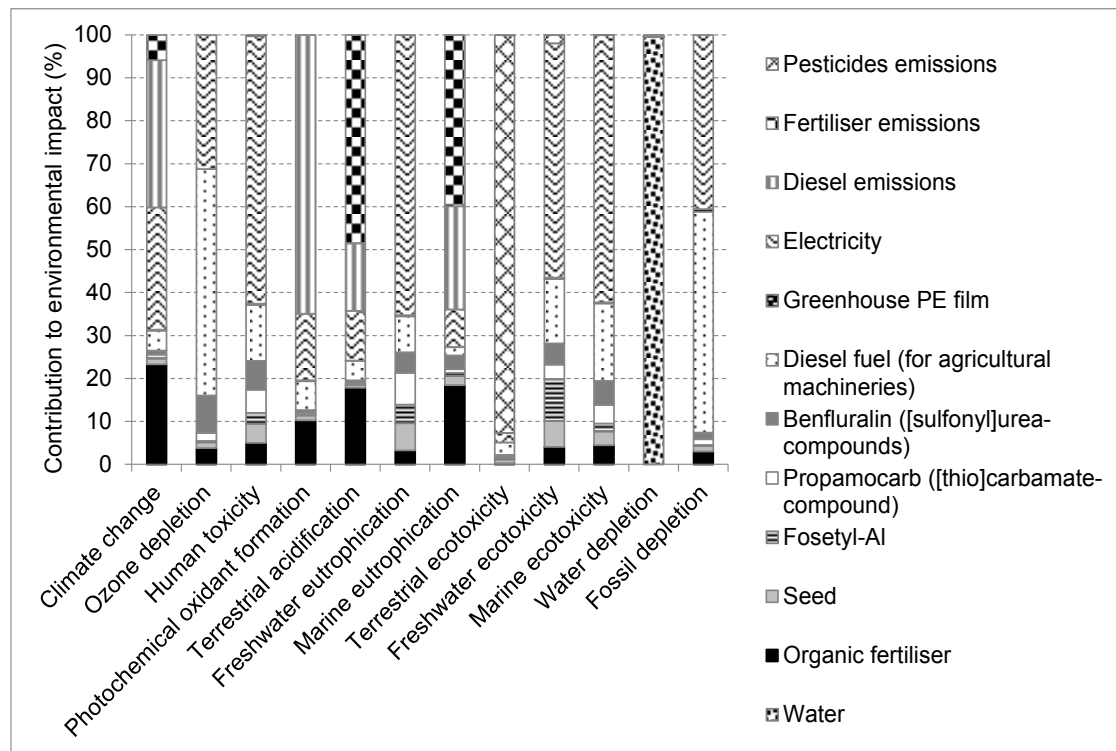 Contribution to environmental impact (%)
100
90
80
70
60
50
40
30
20
10
0
Climate change
Ozone depletion
Human toxicity
Photochemical oxidant formation
Terrestrial acidification
Freshwater eutrophication
Marine eutrophication
Terrestrial ecotoxicity
Freshwater ecotoxicity
Marine ecotoxicity
Water depletion
Fossil depletion
Pesticides emissions
Fertiliser emissions
Diesel emissions
Electricity
Greenhouse PE film
Diesel fuel (for agricultural
machineries)
Benfluralin ([sulfonyl]urea-
compounds)
Propamocarb ([thio]carbamate-
compound)
Fosetyl-Al
Seed
Organic fertiliser
Water